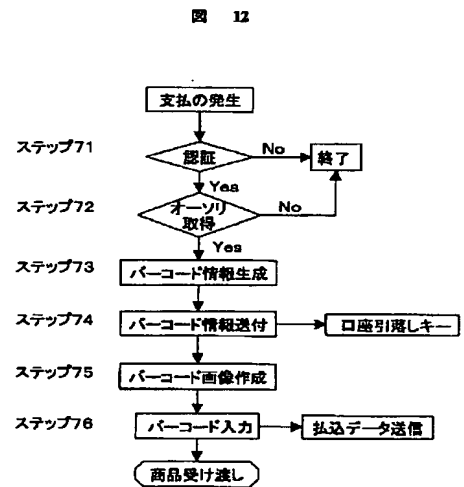 図 12
支払の発生
ステップ71
認証
No
終了
Yes
ステップ72
オーソリ
取得
No
Yes
ステップ73
バーコード情報生成
ステップ74
バーコード情報送付
口座引落しキー
ステップ75
バーコード画像作成
ステップ76
バーコード入力
払込データ送信
商品受け渡し